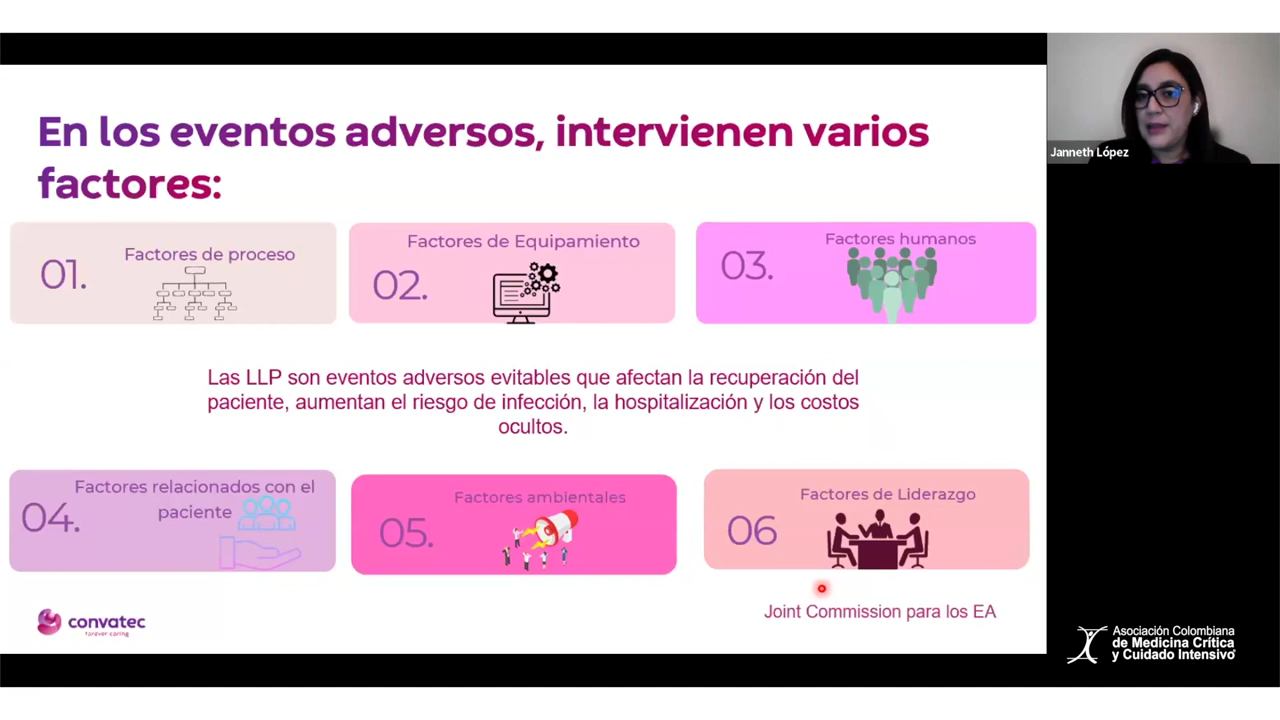 En los eventos adversos, intervienen varios
factores:
01.
Factores de proceso
02.
Factores de Equipamiento
03.
Factores humanos
Las LLP son eventos adversos evitables que afectan la recuperación del
paciente, aumentan el riesgo de infección, la hospitalización y los costos
ocultos.
04.
Factores relacionados con el
paciente
05.
Factores ambientales
06
Factores de Liderazgo
Joint Commission para los EA
convatec
forever caring
Janneth López
Asociación Colombiana
de Medicina Crítica
y Cuidado Intensivo